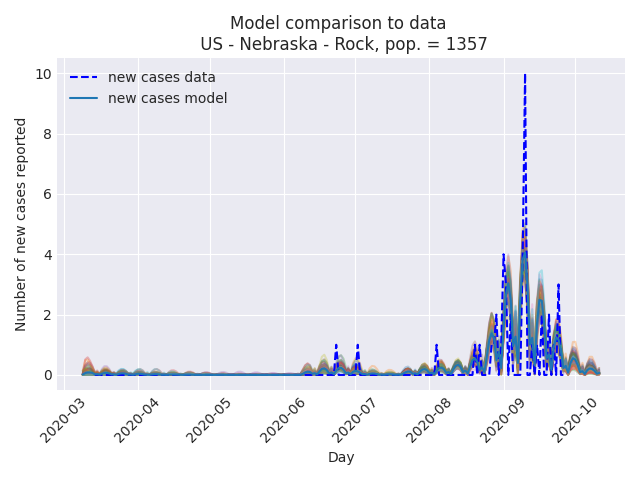 Model comparison to data
US - Nebraska - Rock, pop. = 1357
new cases data
new cases model
Number of new cases reported
10
8
6
4
2
0
2020-03
2020-04
2020-05
2020-06
2020-07
2020-08
2020-09
2020-10
Day